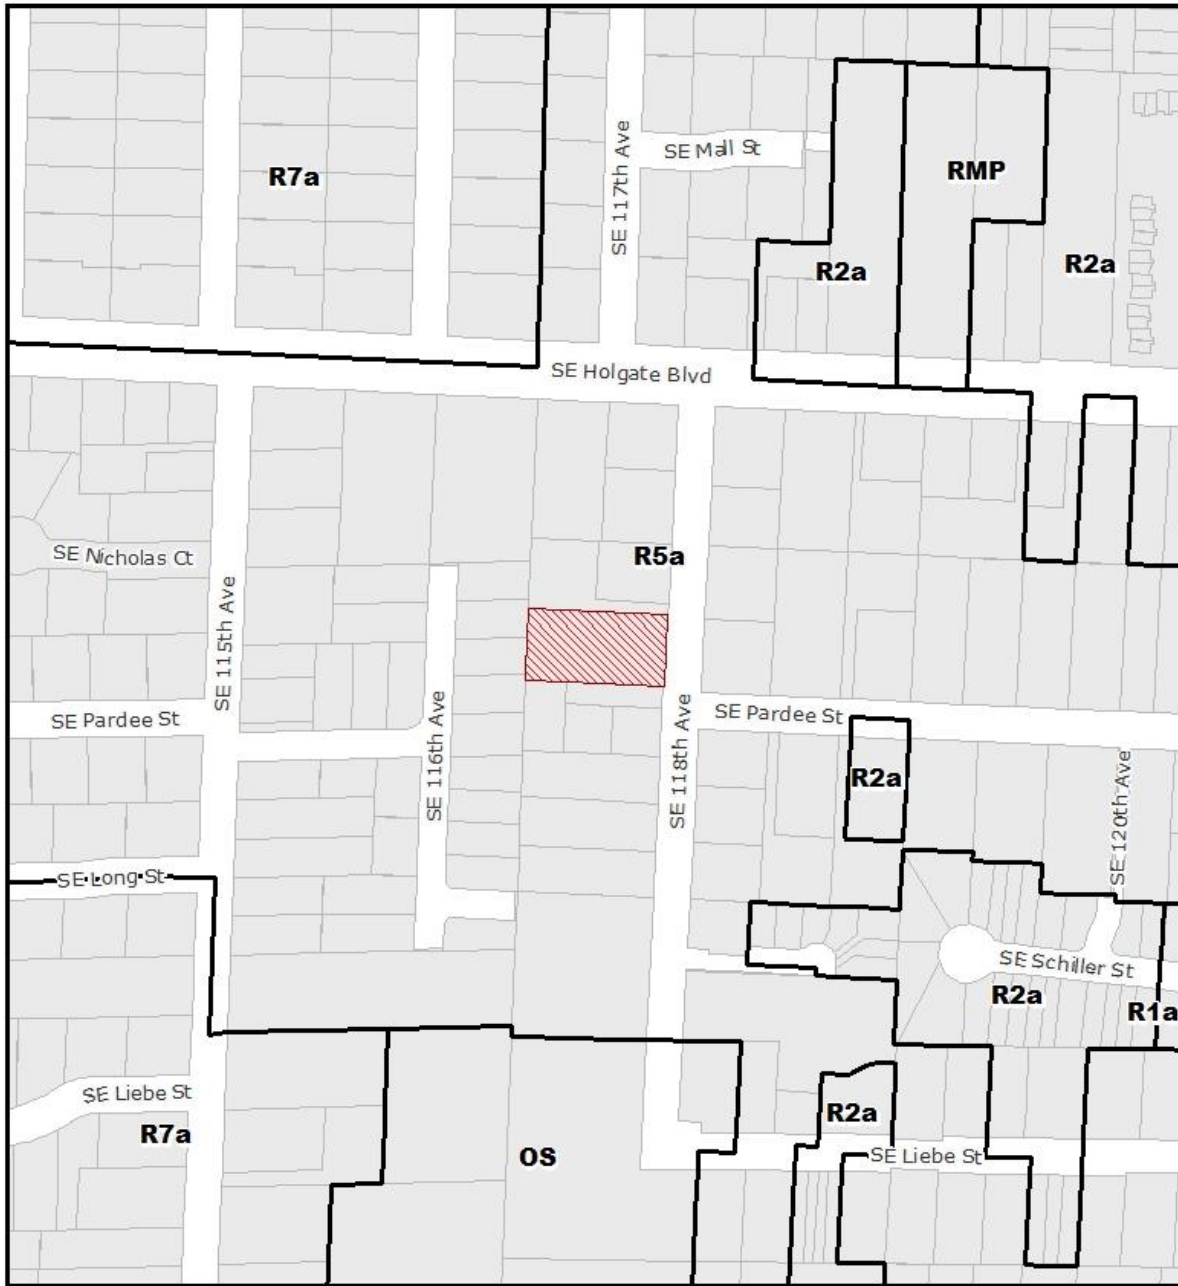 R7a
SE 117th Ave
SE Mall St
RMP
R2a
R2a
SE Holgate Blvd
SE Nicholas Ct
R5a
SE 115th Ave
SE Pardee St
SE 116th Ave
SE 118th Ave
SE Pardee St
R2a
SE 120th Ave
SE Long St
SE Schiller St
R2a
R1a
SE Liebe St
R7a
R2a
OS
SE Liebe St